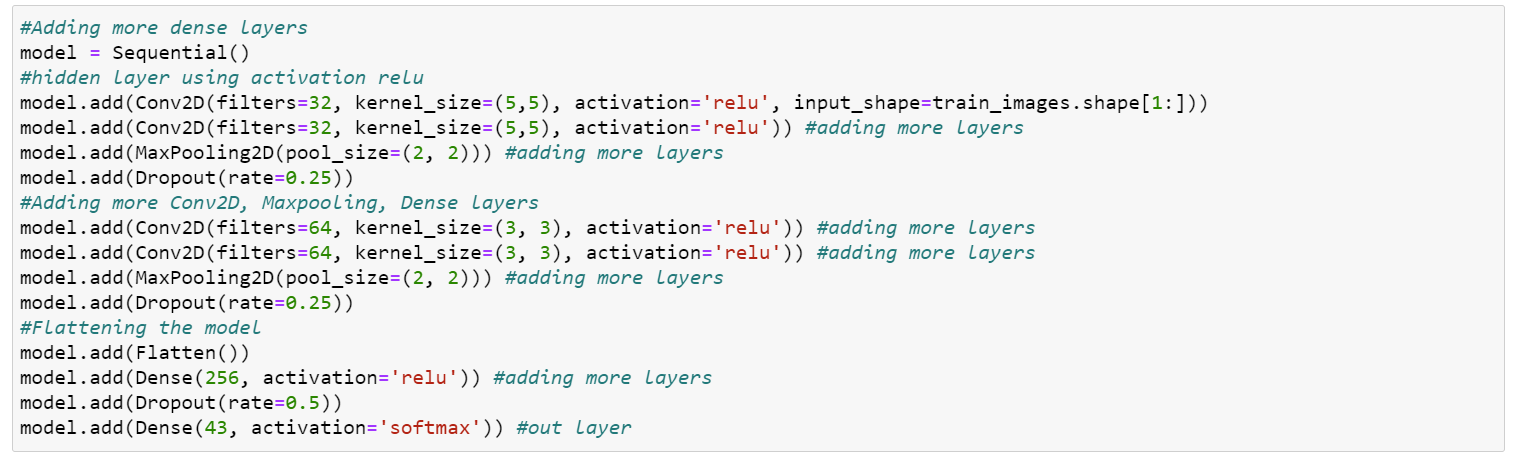 #Adding more dense layers
model = Sequential()
#hidden layer using activation relu
model.add(Conv2D(filters=32, kernel_size=(5,5), activation='relu', input_shape=train_images.shape[1:]))
model.add(Conv2D(filters=32, kernel_size=(5,5), activation='relu')) #adding more layers
model.add(MaxPooling2D(pool_size=(2, 2))) #adding more layers
model.add(Dropout(rate=0.25))
#Adding more Conv2D, Maxpooling, Dense layers
model.add(Conv2D(filters=64, kernel_size=(3, 3), activation='relu')) #adding more layers
model.add(Conv2D(filters=64, kernel_size=(3, 3), activation='relu')) #adding more layers
model.add(MaxPooling2D(pool_size=(2, 2))) #adding more layers
model.add(Dropout(rate=0.25))
#Flattening the model
model.add(Flatten())
model.add(Dense(256, activation='relu')) #adding more layers
model.add(Dropout(rate=0.5))
model.add(Dense(43, activation='softmax')) #out layer